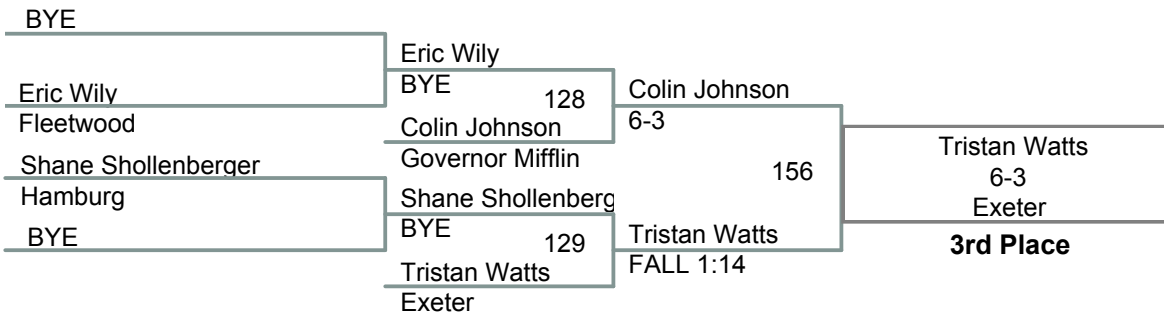 BYE
Eric Wily
Fleetwood
Shane Shollenberger
Hamburg
BYE
Eric Wily
BYE
128
Colin Johnson
Governor Mifflin
Shane Shollenberg
BYE
129
Tristan Watts
Exeter
Colin Johnson
6-3
156
Tristan Watts
FALL 1:14
Tristan Watts
6-3
Exeter
3rd Place